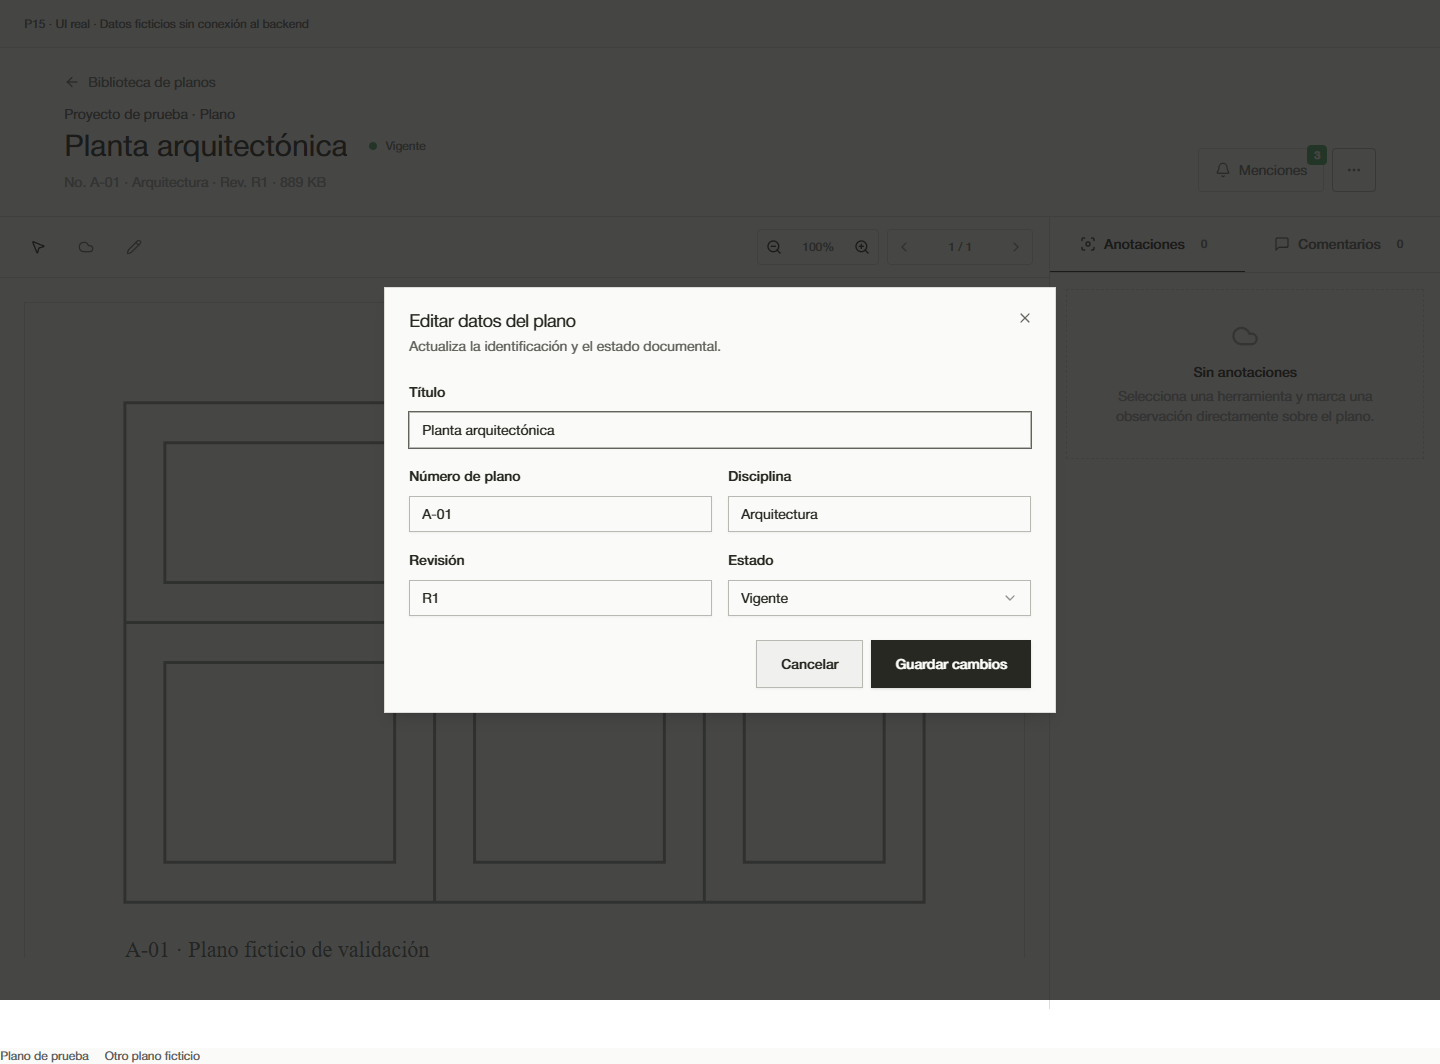 P15 · UI real · Datos ficticios sin conexión al backend
Biblioteca de planos
Proyecto de prueba · Plano
Planta arquitectónica
Vigente
No. A-01 · Arquitectura · Rev. R1 · 889 KB
Menciones
3
100%
1 / 1
Anotaciones 0
Comentarios 0
Editar datos del plano
Actualiza la identificación y el estado documental.
Título
Planta arquitectónica
Número de plano
Disciplina
A-01
Arquitectura
Revisión
Estado
R1
Vigente
Cancelar
Guardar cambios
Sin anotaciones
Selecciona una herramienta y marca una
observación directamente sobre el plano.
A-01 · Plano ficticio de validación
Plano de prueba
Otro plano ficticio